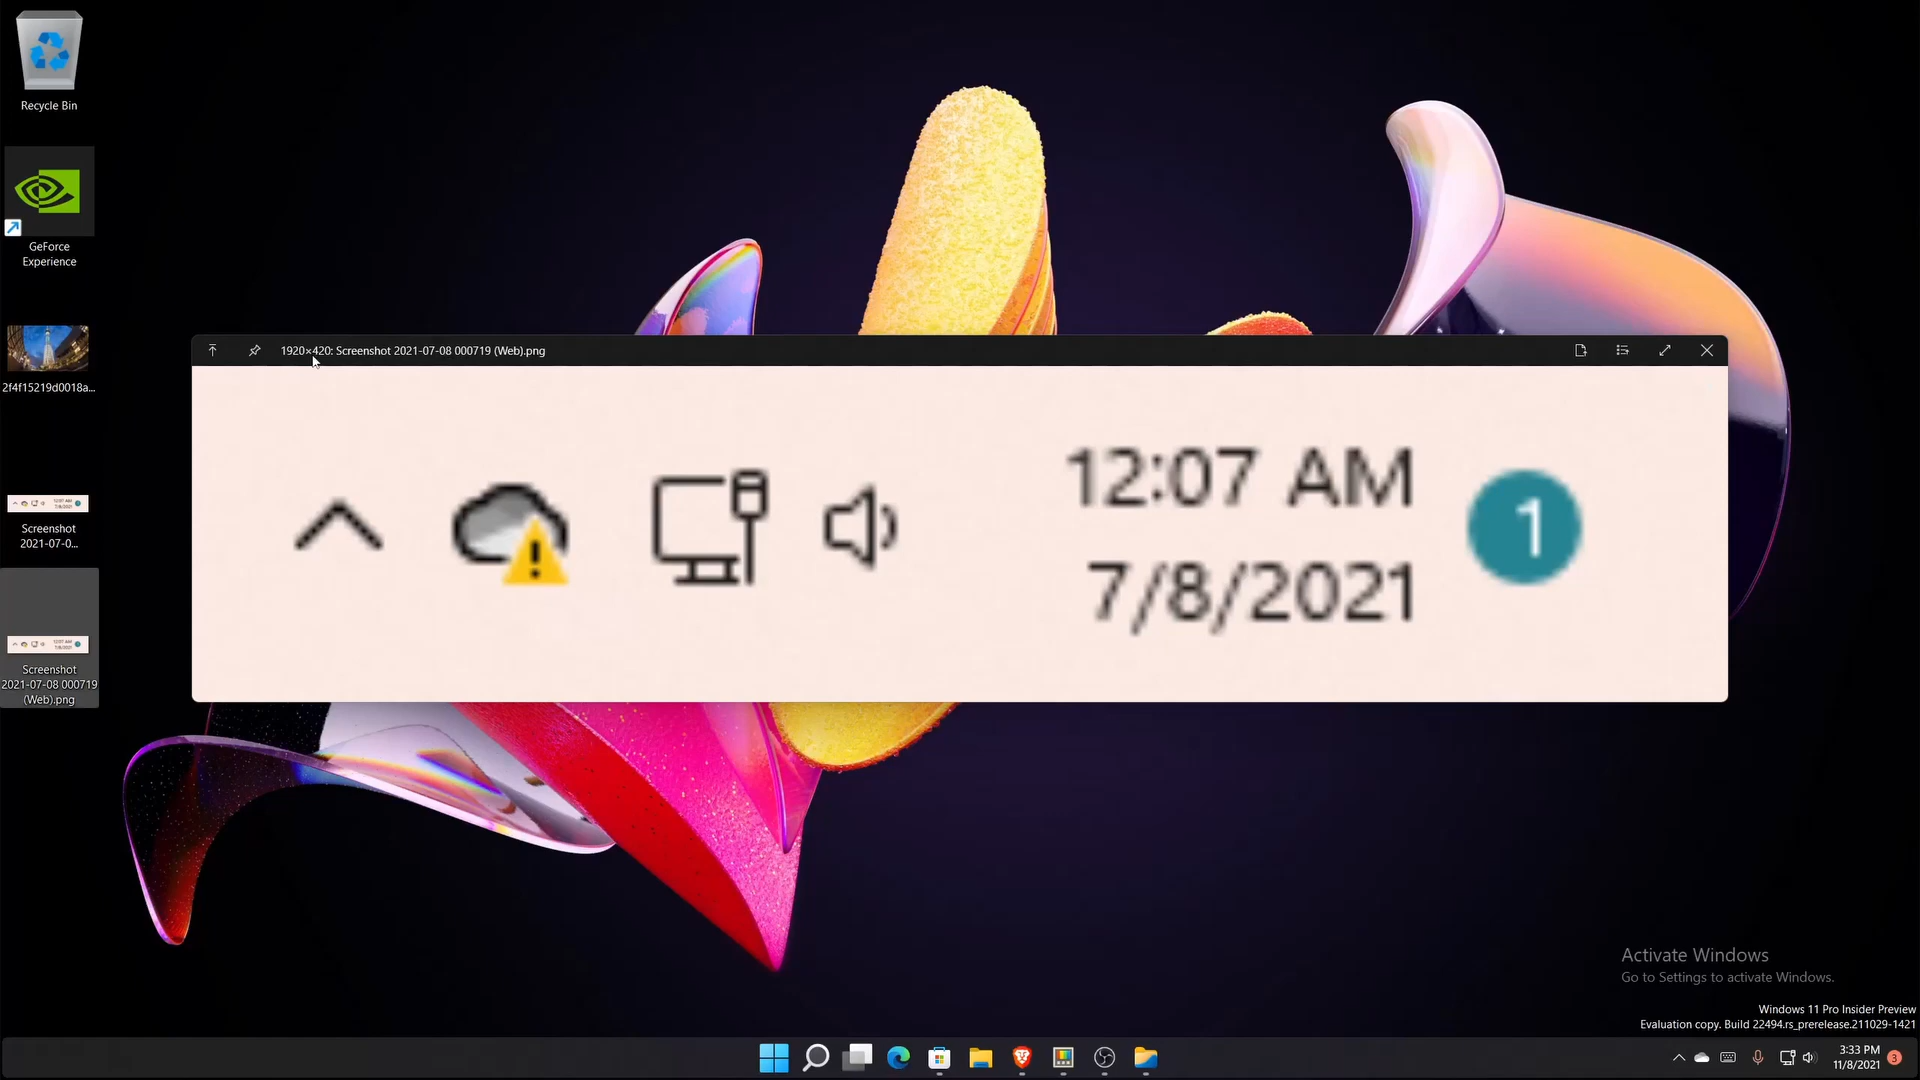 Recycle Bin
GeForce
Experience
2f4f15219d0018a...
Screenshot
2021-07-0...
Screenshot
2021-07-08 000719
(Web).png
1920×420: Screenshot 2021-07-08 000719 (Web).png
12:07 AM
7/8/2021
1
Activate Windows
Go to Settings to activate Windows.
Windows 11 Pro Insider Preview
Evaluation copy. Build 22494.rs_prerelease.211029-1421
3:33 PM
11/8/2021
3